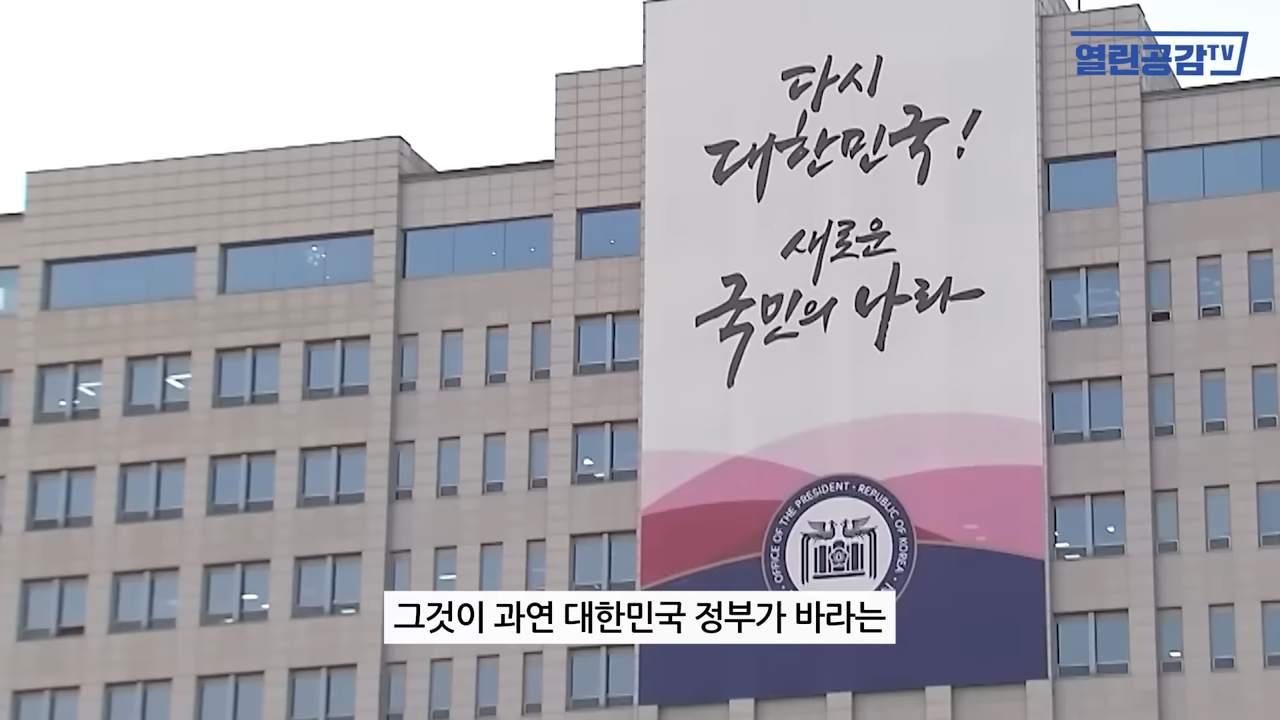 열린공감TV
다시
대한민국!
새로운
국민의 나라
OFFICE OF THE PRESIDENT · REPUBLIC OF KOREA ·
그것이 과연 대한민국 정부가 바라는